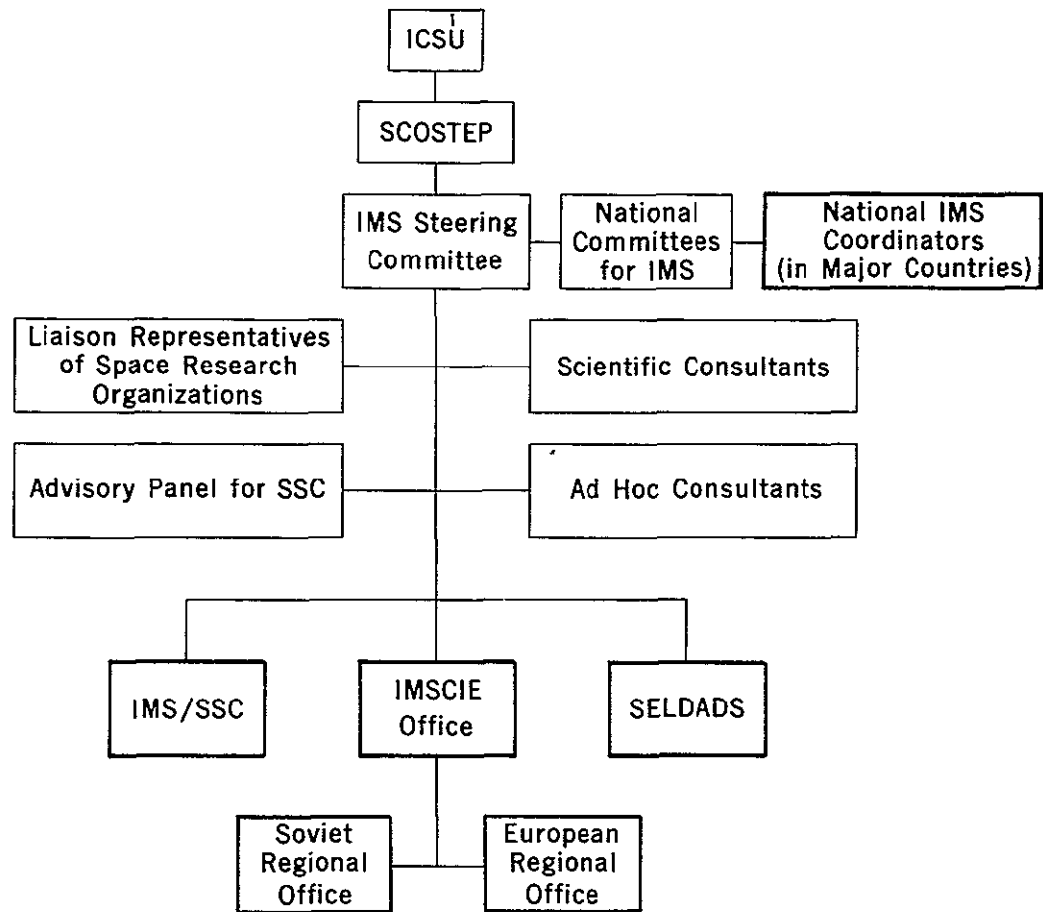 ICSU
SCOSTEP
IMS Steering
Committee
National
Committees
for IMS
National IMS
Coordinators
(in Major Countries)
Liaison Representatives
of Space Research
Organizations
Scientific Consultants
Advisory Panel for SSC
Ad Hoc Consultants
IMS/SSC
IMSCIE
Office
SELDADS
Soviet
Regional
Office
European
Regional
Office